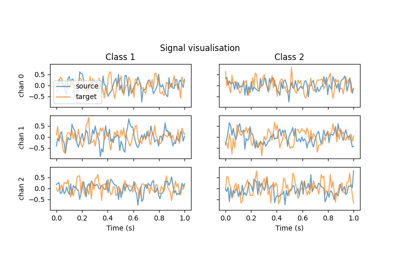 Signal visualisation
Class 1 Class 2
chan 0
0.5
0.0
−0.5
source
target
chan 1
0.5
0.0
−0.5
chan 2
0.5
0.0
−0.5
0.0 0.2 0.4 0.6 0.8 1.0 0.0 0.2 0.4 0.6 0.8 1.0
Time (s) Time (s)